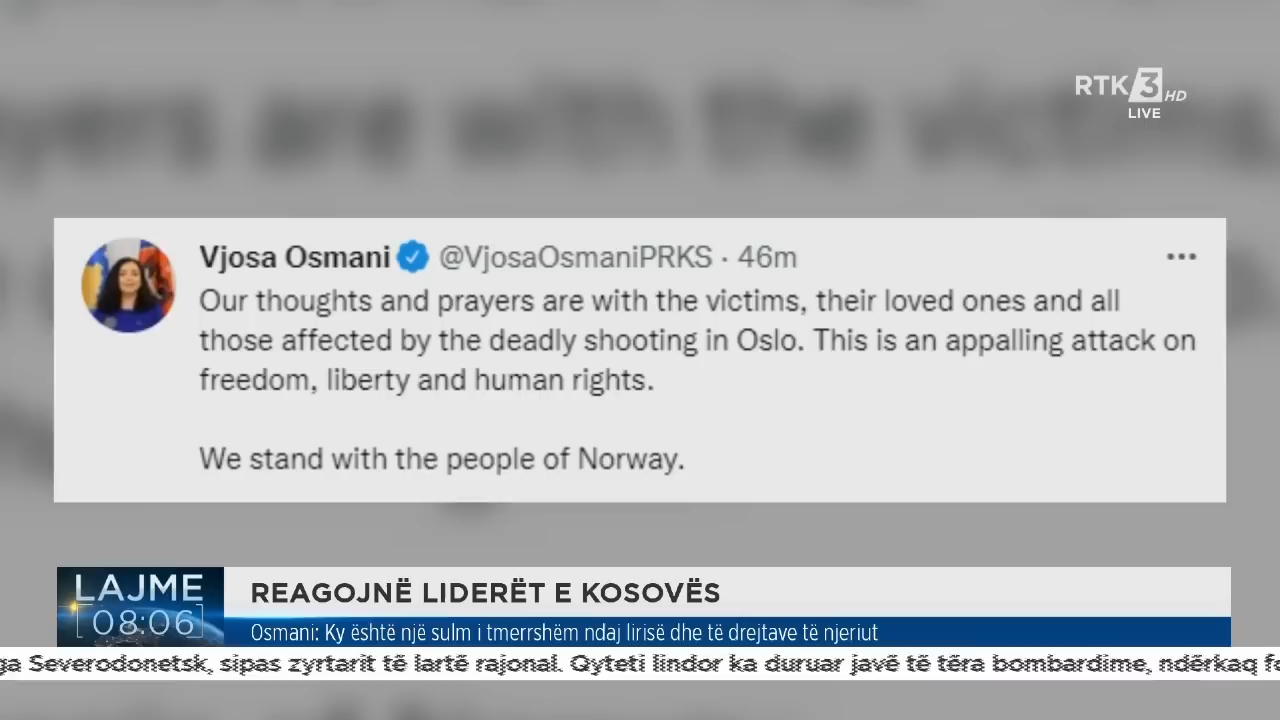 RTK 3 HD
LIVE
Vjosa Osmani @VjosaOsmaniPRKS · 46m
Our thoughts and prayers are with the victims, their loved ones and all
those affected by the deadly shooting in Oslo. This is an appalling attack on
freedom, liberty and human rights.
We stand with the people of Norway.
LAJME
08:06
REAGOJNË LIDERËT E KOSOVËS
Osmani: Ky është një sulm i tmerrshëm ndaj lirisë dhe të drejtave të njeriut
Severodonetsk, sipas zyrtarit të lartë rajonal. Qyteti lindor ka duruar javë të tëra bombardime, ndërkaq